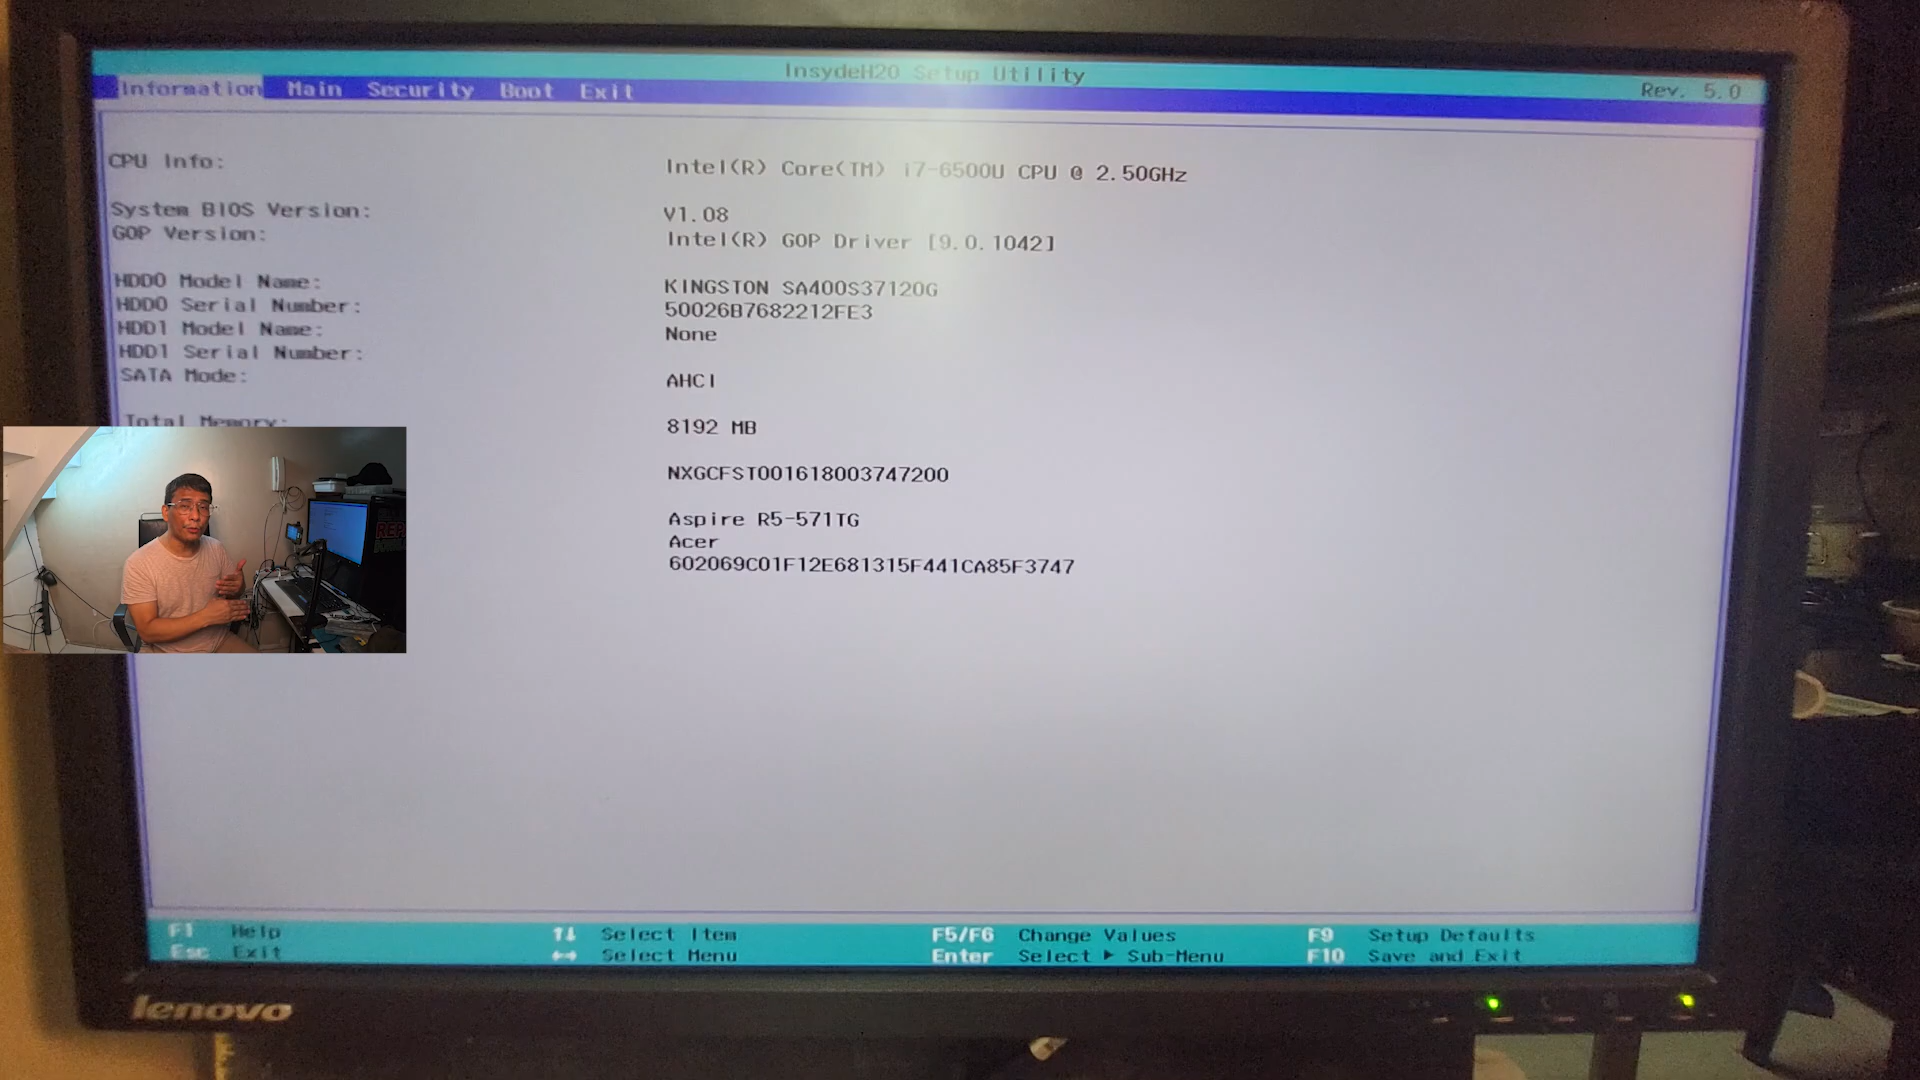 InsydeH20 Setup Utility
Rev. 5.0
Information Main Security Boot Exit
CPU Info: Intel(R) Core(TM) i7-6500U CPU @ 2.50GHz
System BIOS Version: V1.08
GOP Version: Intel(R) GOP Driver [9.0.1042]
HDD0 Model Name: KINGSTON SA400S37120G
HDD0 Serial Number: 50026B7682212FE3
HDD1 Model Name: None
HDD1 Serial Number:
SATA Mode: AHCI
Total Memory: 8192 MB
NXGCFST001618003747200
Aspire R5-571TG
Acer
602069C01F12E681315F441CA85F3747
F1 Help ↑↓ Select Item F5/F6 Change Values F9 Setup Defaults
Esc Exit ↔ Select Menu Enter Select ▶ Sub-Menu F10 Save and Exit
lenovo